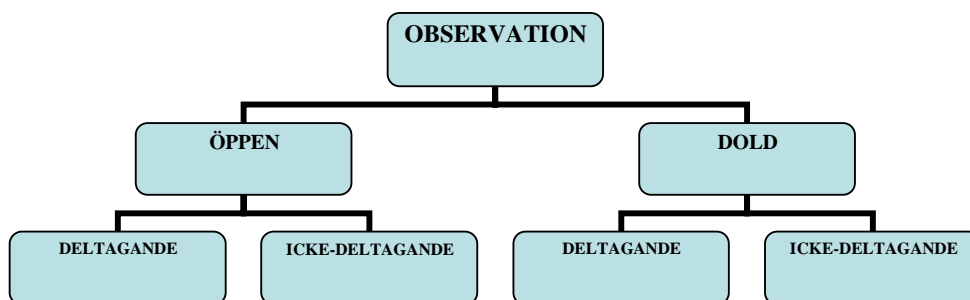 OBSERVATION
ÖPPEN
DOLD
DELTAGANDE
ICKE-DELTAGANDE
DELTAGANDE
ICKE-DELTAGANDE